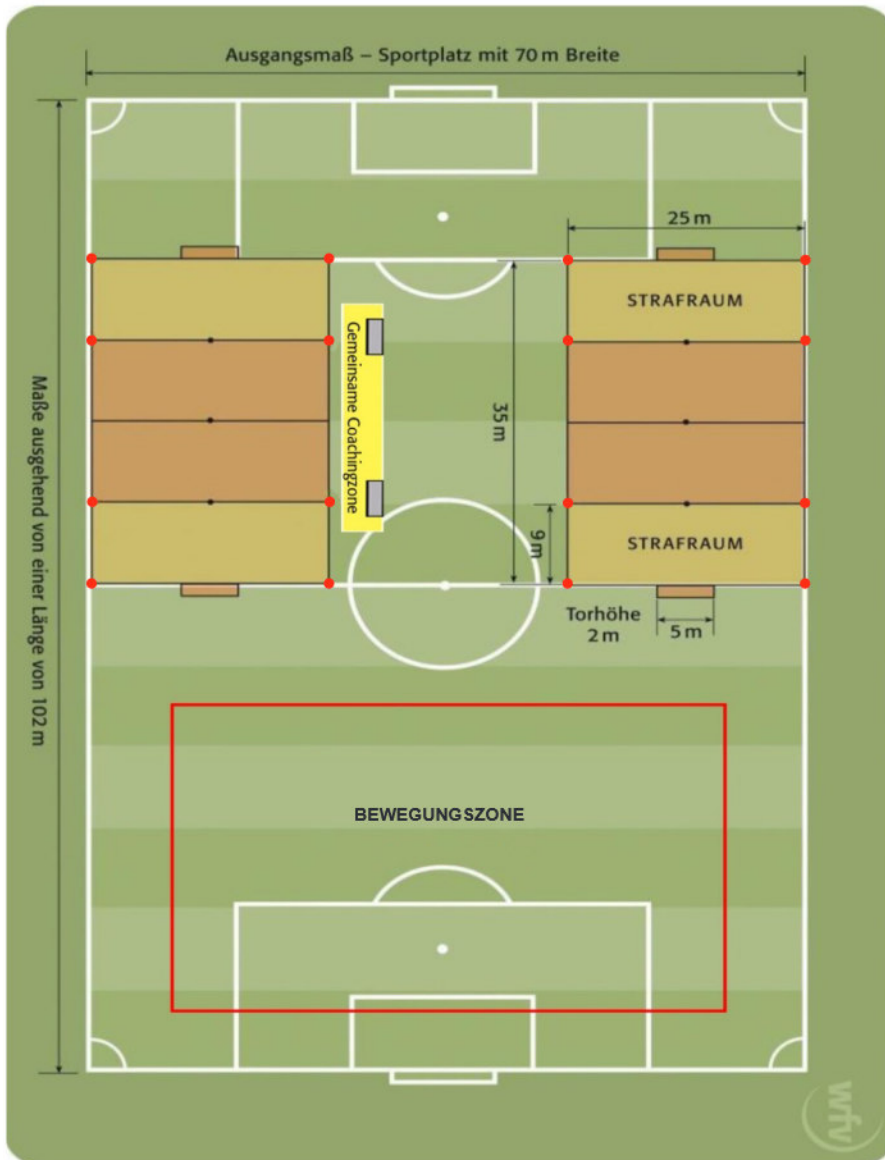 Ausgangsmaß – Sportplatz mit 70 m Breite
25 m
STRAFRAUM
Gemeinsame Coachingzone
35 m
Maße ausgehend von einer Länge von 102 m
9 m
STRAFRAUM
Torhöhe
2 m
5 m
BEWEGUNGSZONE
wfv